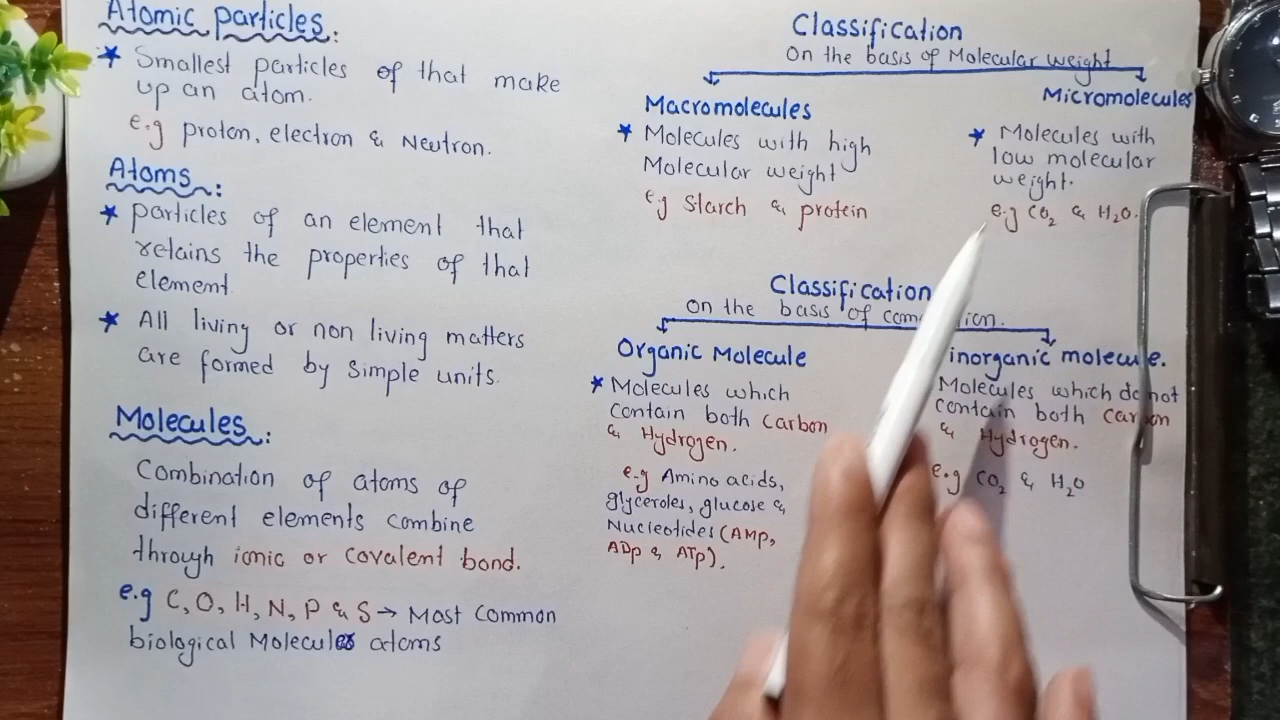 Atomic particles:
* Smallest particles of that make
up an atom.
e.g proton, electron & Neutron.
Atoms:
* particles of an element that
retains the properties of that
element.
* All living or non living matters
are formed by simple units.
Molecules:
Combination of atoms of
different elements combine
through ionic or covalent bond.
e.g C, O, H, N, P & S → Most common
biological Molecules atoms
Classification
On the basis of Molecular weight
Macromolecules
* Molecules with high
Molecular weight
e.g Starch & protein
Micromolecules
* Molecules with
low molecular
weight.
e.g CO2 & H2O.
Classification
On the basis of
Organic Molecule
* Molecules which
contain both carbon
& Hydrogen.
e.g Amino acids,
glyceroles, glucose &
Nucleotides (AMP,
ADP & ATP).
inorganic molecule.
Molecules which do not
contain both carbon
& Hydrogen.
e.g CO2 & H2O